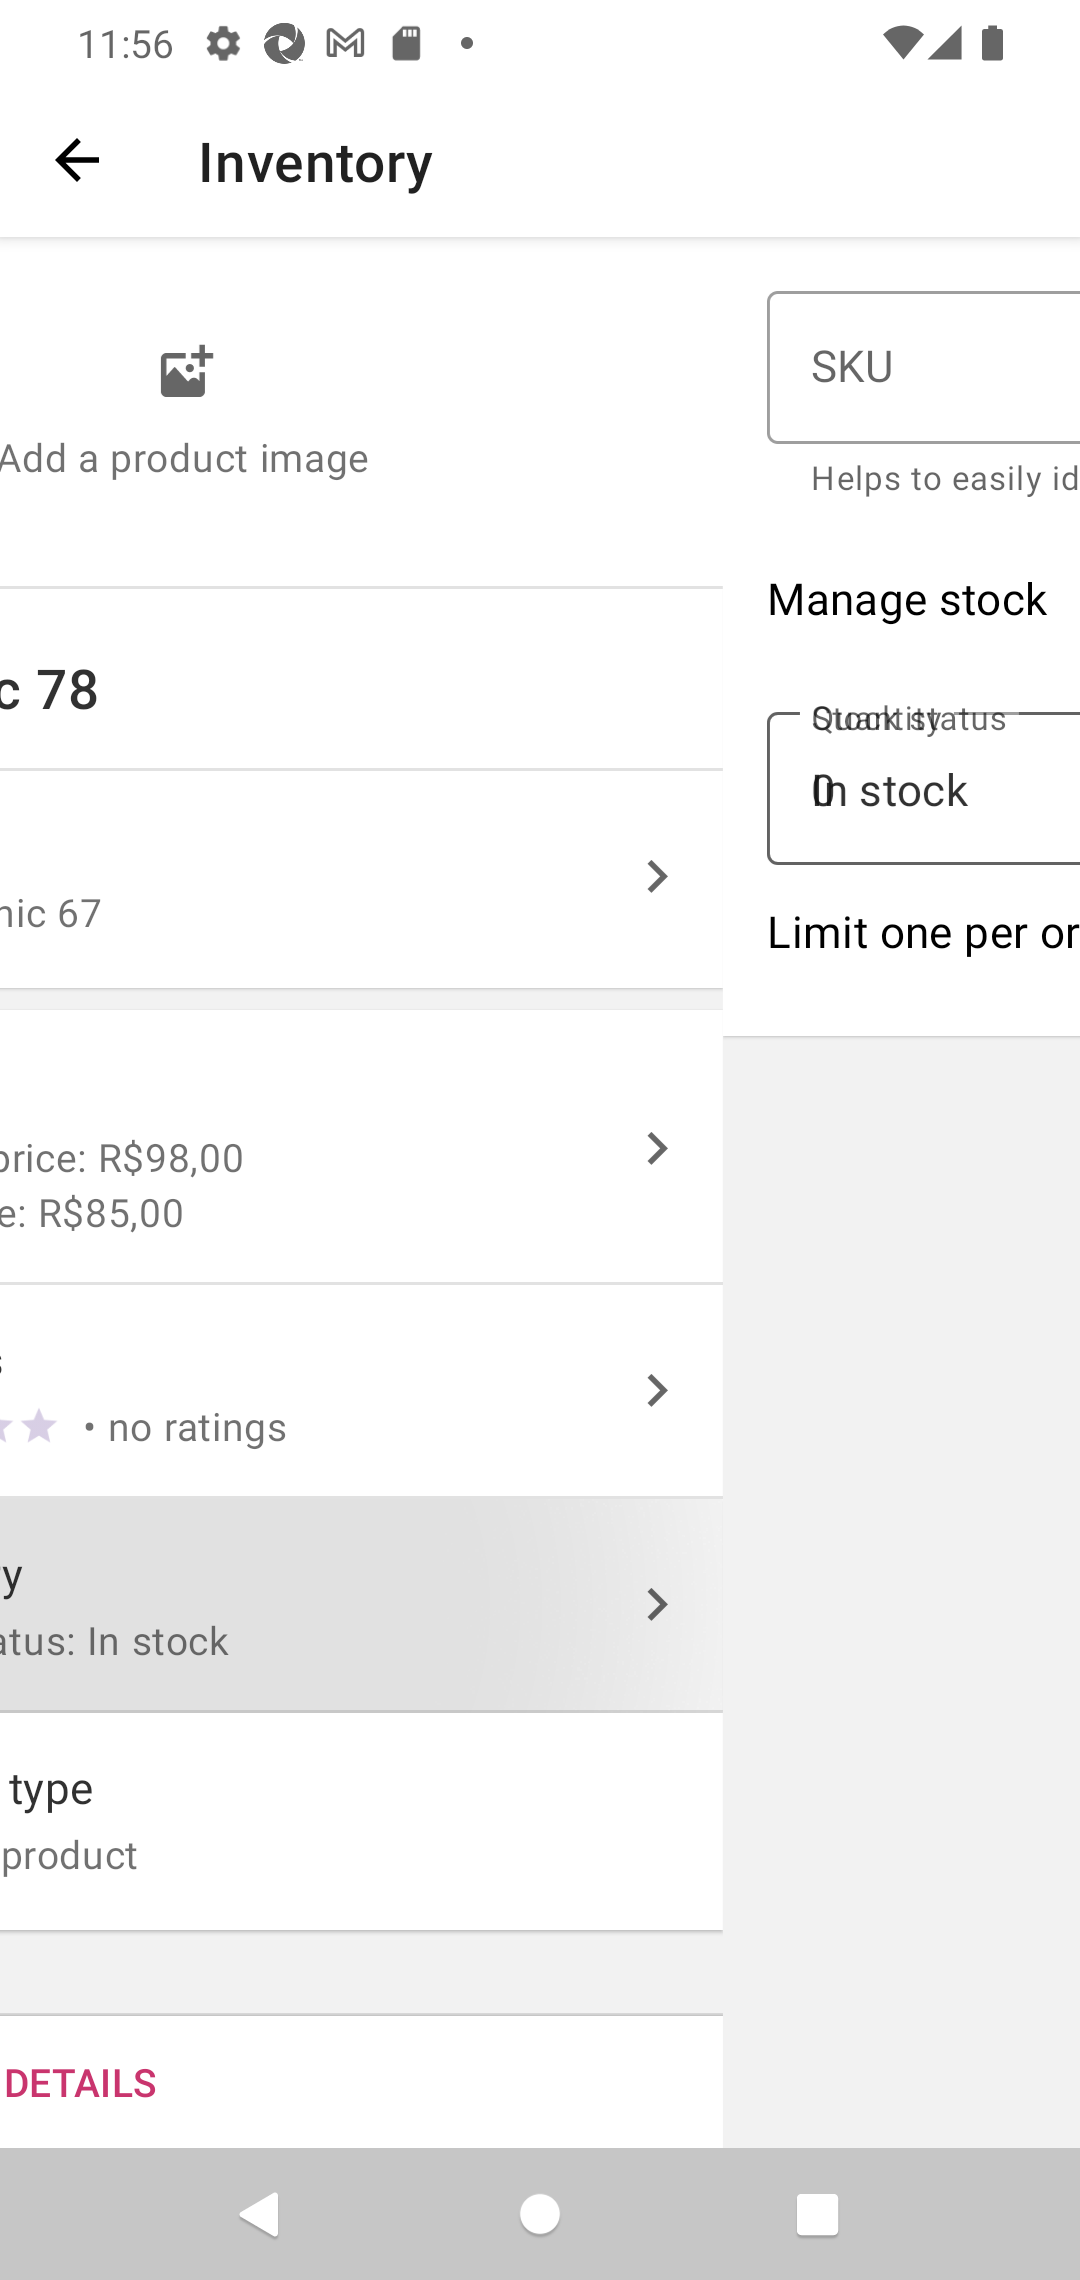 11:56
Inventory
Add a product image
c 78
nic 67
price: R$98,00
e: R$85,00
s
• no ratings
ry
atus: In stock
type
product
DETAILS
SKU
Helps to easily id
Manage stock
Stock status
Quantity
In stock
0
Limit one per or